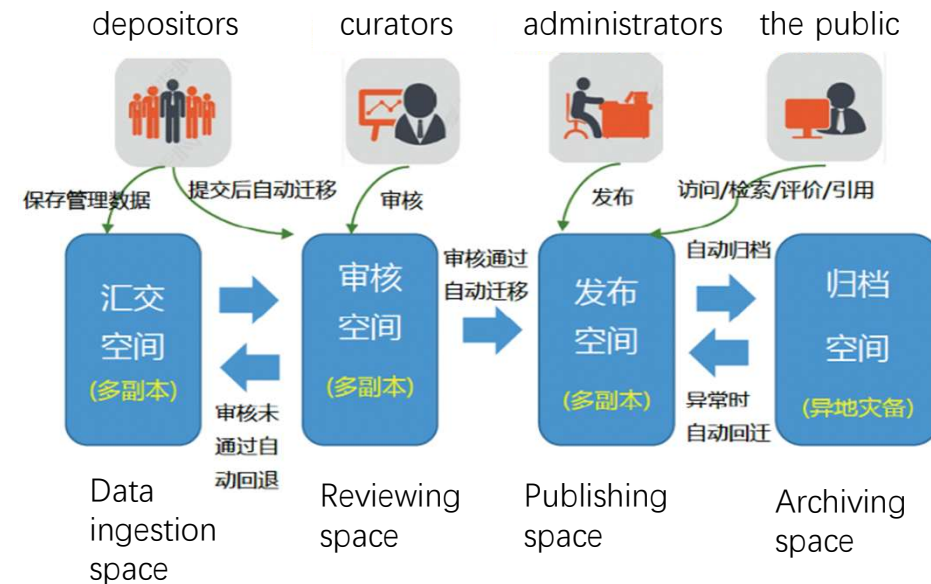 depositors
curators
administrators
the public
保存管理数据
提交后自动迁移
审核
发布
访问/检索/评价/引用
汇交
空间
(多副本)
审核未
通过自
动回退
审核
空间
(多副本)
审核通过
自动迁移
发布
空间
(多副本)
自动归档
异常时
自动回迁
归档
空间
(异地灾备)
Data
ingestion
space
Reviewing
space
Publishing
space
Archiving
space